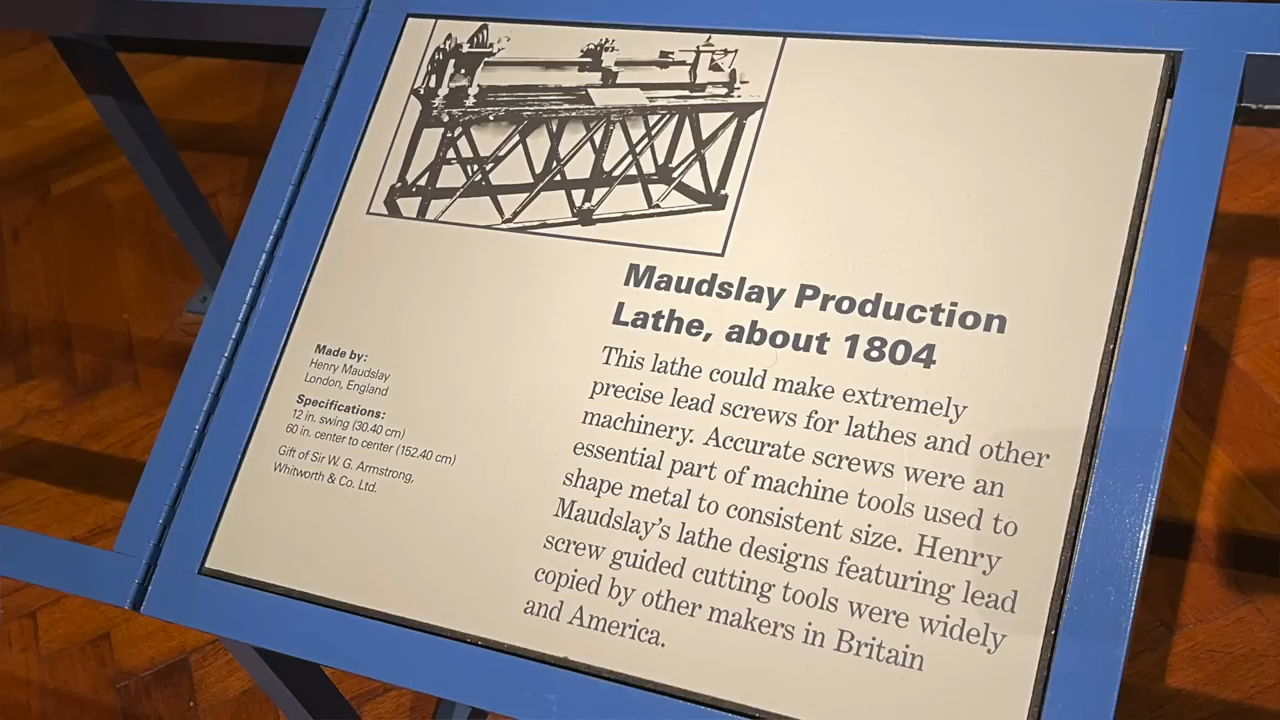 Maudslay Production
Lathe, about 1804
This lathe could make extremely
precise lead screws for lathes and other
machinery. Accurate screws were an
essential part of machine tools used to
shape metal to consistent size. Henry
Maudslay's lathe designs featuring lead
screw guided cutting tools were widely
copied by other makers in Britain
and America.
Made by:
Henry Maudslay
London, England
Specifications:
12 in. swing (30.40 cm)
60 in. center to center (152.40 cm)
Gift of Sir W. G. Armstrong,
Whitworth & Co. Ltd.